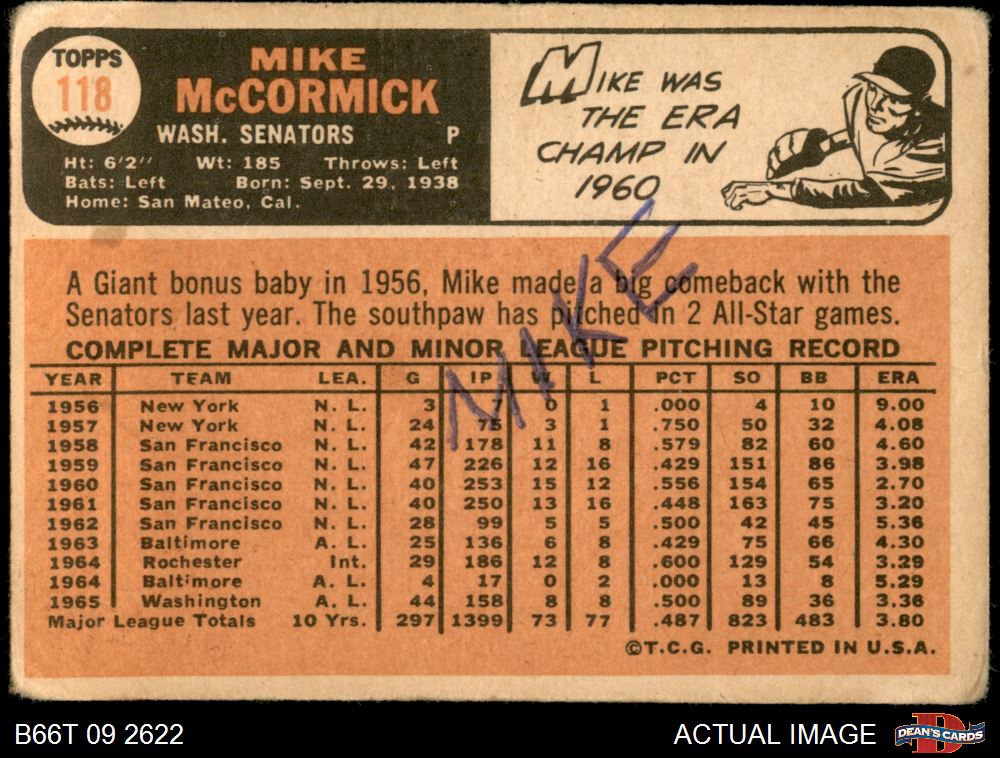 TOPPS
118
MIKE
McCORMICK
WASH. SENATORS P
Ht: 6'2" Wt: 185 Throws: Left
Bats: Left Born: Sept. 29, 1938
Home: San Mateo, Cal.
MIKE WAS
THE ERA
CHAMP IN
1960
MIKE
A Giant bonus baby in 1956, Mike made a big comeback with the
Senators last year. The southpaw has pitched in 2 All-Star games.
COMPLETE MAJOR AND MINOR LEAGUE PITCHING RECORD
YEAR TEAM LEA. G IP W L PCT SO BB ERA
1956 New York N. L. 3 7 0 1 .000 4 10 9.00
1957 New York N. L. 24 75 3 1 .750 50 32 4.08
1958 San Francisco N. L. 42 178 11 8 .579 82 60 4.60
1959 San Francisco N. L. 47 226 12 16 .429 151 86 3.98
1960 San Francisco N. L. 40 253 15 12 .556 154 65 2.70
1961 San Francisco N. L. 40 250 13 16 .448 163 75 3.20
1962 San Francisco N. L. 28 99 5 5 .500 42 45 5.36
1963 Baltimore A. L. 25 136 6 8 .429 75 66 4.30
1964 Rochester Int. 29 186 12 8 .600 129 54 3.29
1964 Baltimore A. L. 4 17 0 2 .000 13 8 5.29
1965 Washington A. L. 44 158 8 8 .500 89 36 3.36
Major League Totals 10 Yrs. 297 1399 73 77 .487 823 483 3.80
©T.C.G. PRINTED IN U.S.A.
B66T 09 2622 ACTUAL IMAGE
D
DEAN'S CARDS